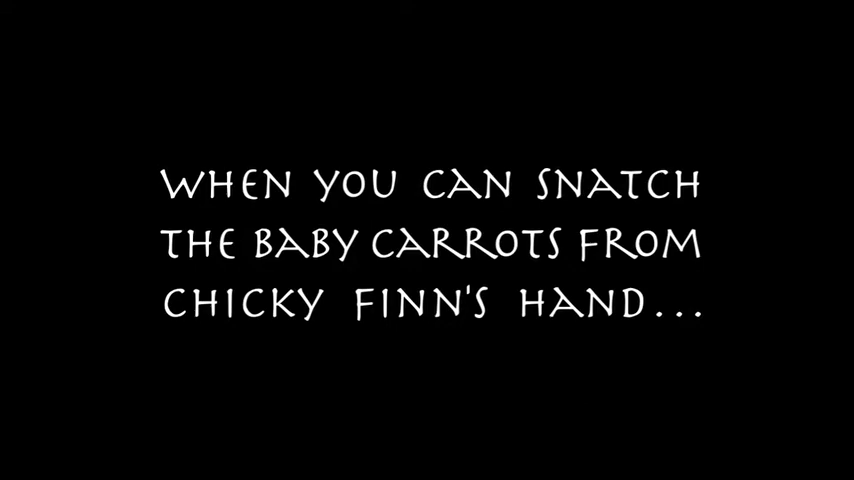 WHEN YOU CAN SNATCH
THE BABY CARROTS FROM
CHICKY FINN'S HAND...